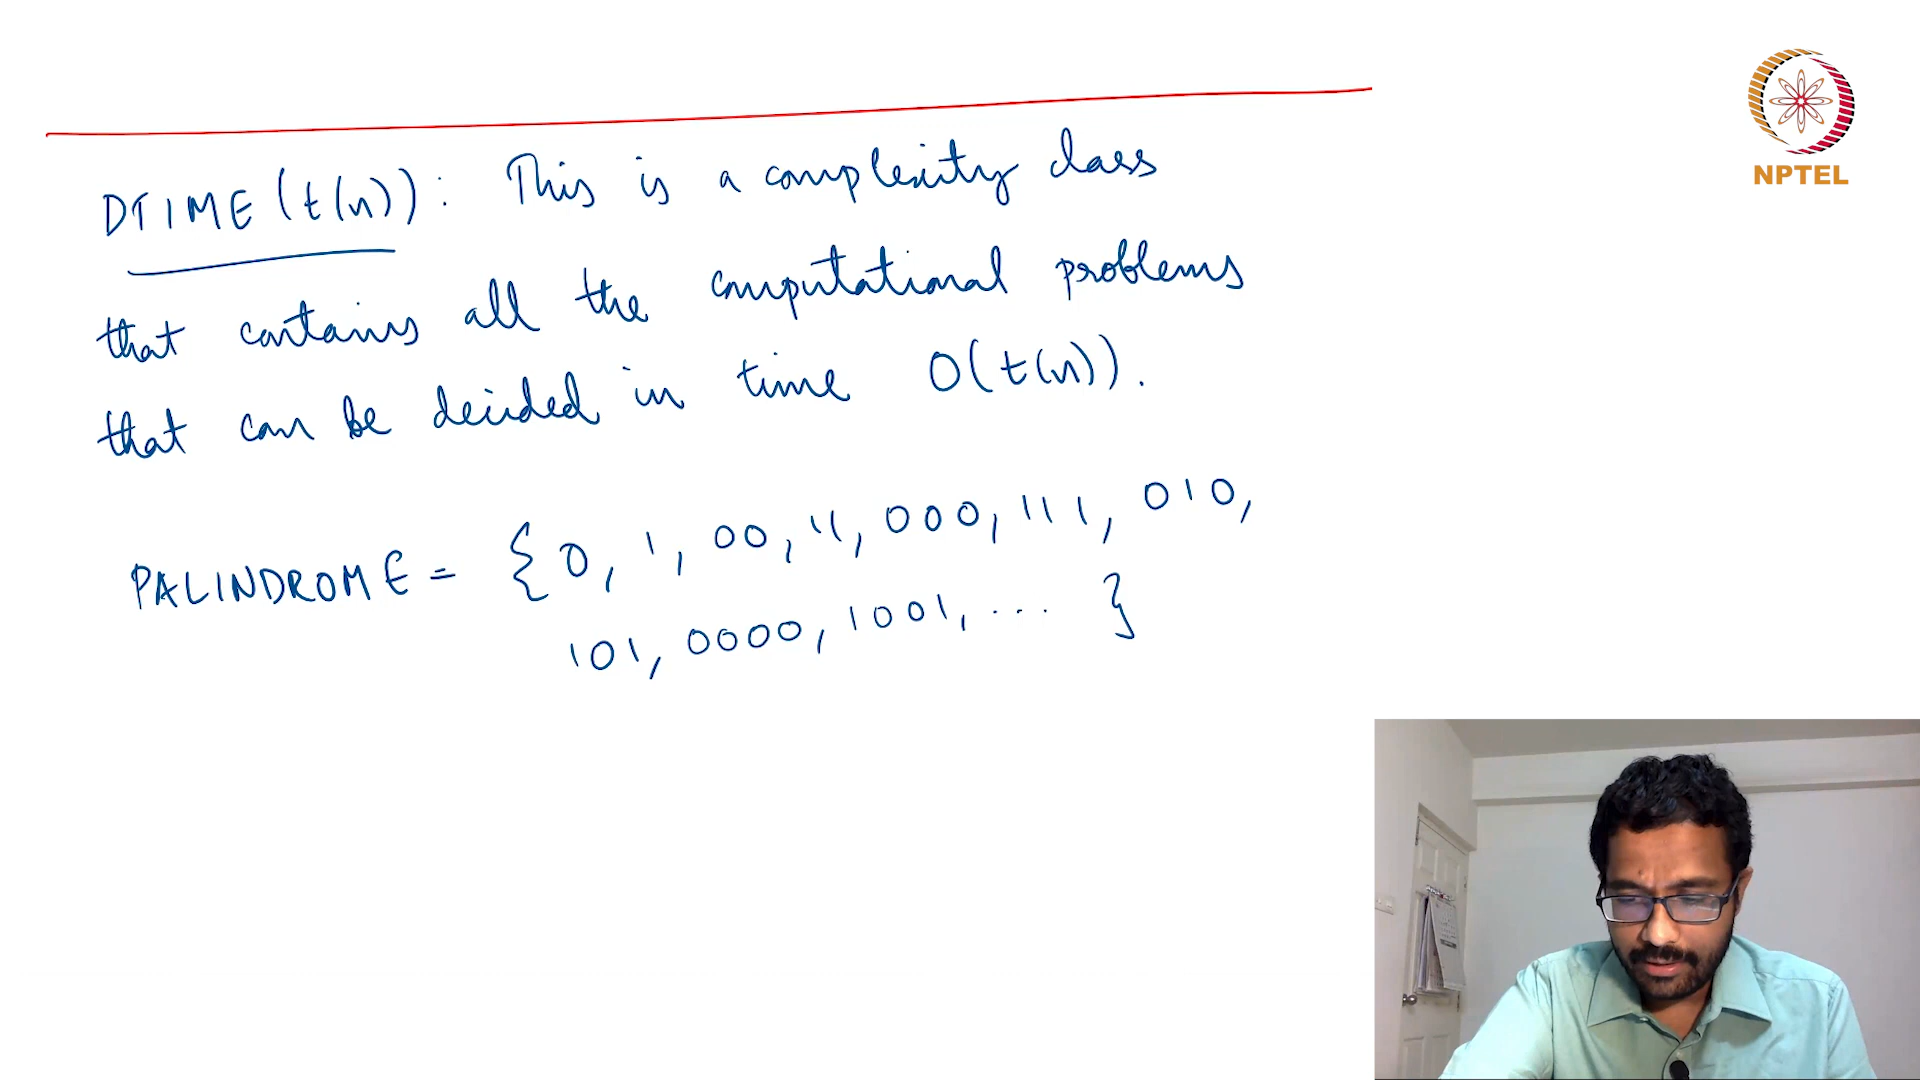 NPTEL
DTIME(t(n)): This is a complexity class
that contains all the computational problems
that can be decided in time O(t(n)).
PALINDROME = {0, 1, 00, 11, 000, 111, 010,
101, 0000, 1001, ... }